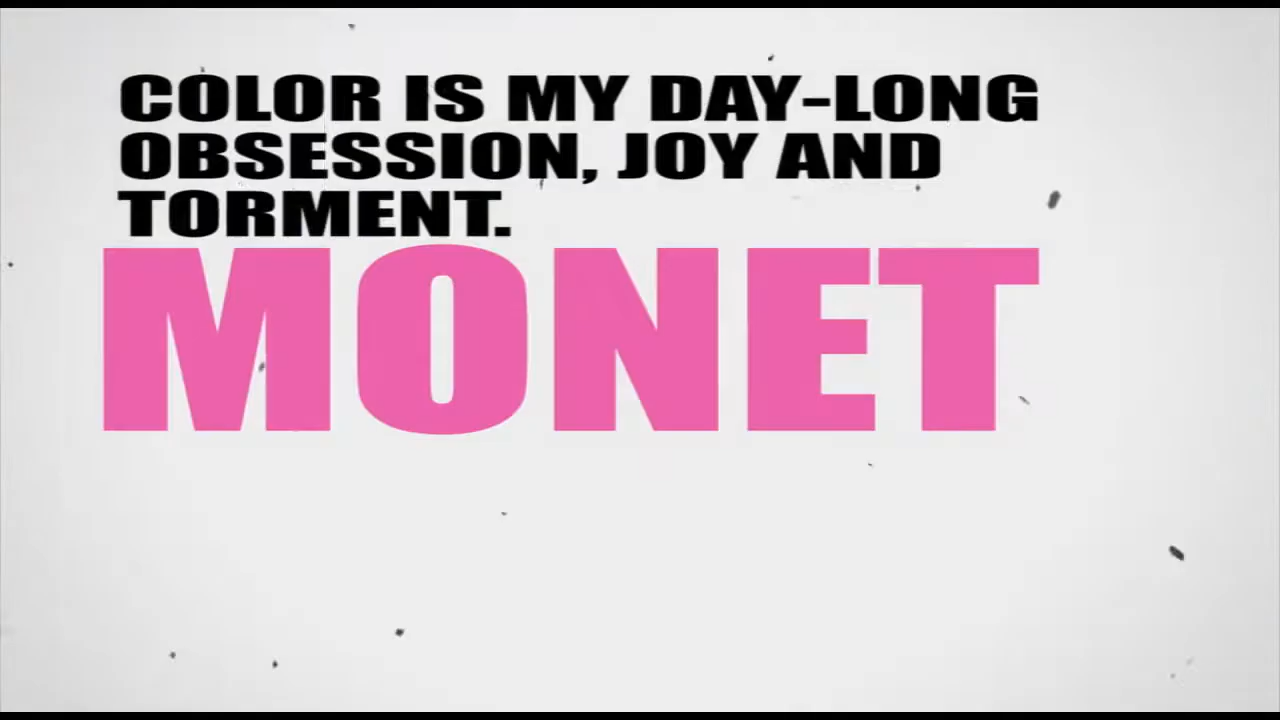 COLOR IS MY DAY-LONG
OBSESSION, JOY AND
TORMENT.
MONET